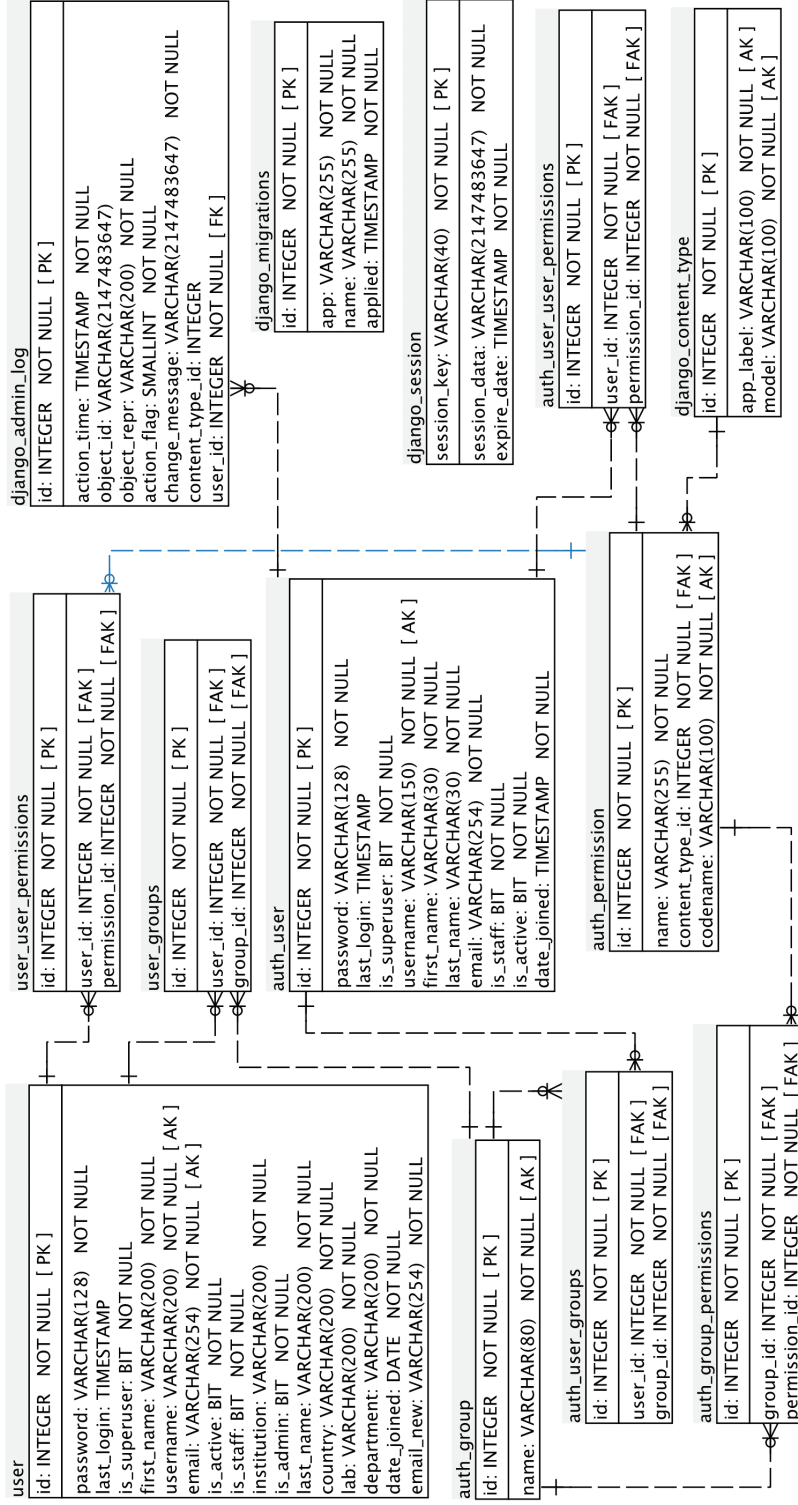 user
id: INTEGER NOT NULL [ PK ]
password: VARCHAR(128) NOT NULL
last_login: TIMESTAMP
is_superuser: BIT NOT NULL
first_name: VARCHAR(200) NOT NULL
username: VARCHAR(200) NOT NULL [ AK ]
email: VARCHAR(254) NOT NULL [ AK ]
is_active: BIT NOT NULL
is_staff: BIT NOT NULL
institution: VARCHAR(200) NOT NULL
is_admin: BIT NOT NULL
last_name: VARCHAR(200) NOT NULL
country: VARCHAR(200) NOT NULL
lab: VARCHAR(200) NOT NULL
department: VARCHAR(200) NOT NULL
date_joined: DATE NOT NULL
email_new: VARCHAR(254) NOT NULL
auth_group
id: INTEGER NOT NULL [ PK ]
name: VARCHAR(80) NOT NULL [ AK ]
auth_user_groups
id: INTEGER NOT NULL [ PK ]
user_id: INTEGER NOT NULL [ FAK ]
group_id: INTEGER NOT NULL [ FAK ]
auth_group_permissions
id: INTEGER NOT NULL [ PK ]
group_id: INTEGER NOT NULL [ FAK ]
permission_id: INTEGER NOT NULL [ FAK ]
user_user_permissions
id: INTEGER NOT NULL [ PK ]
user_id: INTEGER NOT NULL [ FAK ]
permission_id: INTEGER NOT NULL [ FAK ]
user_groups
id: INTEGER NOT NULL [ PK ]
user_id: INTEGER NOT NULL [ FAK ]
group_id: INTEGER NOT NULL [ FAK ]
auth_user
id: INTEGER NOT NULL [ PK ]
password: VARCHAR(128) NOT NULL
last_login: TIMESTAMP
is_superuser: BIT NOT NULL
username: VARCHAR(150) NOT NULL [ AK ]
first_name: VARCHAR(30) NOT NULL
last_name: VARCHAR(30) NOT NULL
email: VARCHAR(254) NOT NULL
is_staff: BIT NOT NULL
is_active: BIT NOT NULL
date_joined: TIMESTAMP NOT NULL
auth_permission
id: INTEGER NOT NULL [ PK ]
name: VARCHAR(255) NOT NULL
content_type_id: INTEGER NOT NULL [ FAK ]
codename: VARCHAR(100) NOT NULL [ AK ]
django_admin_log
id: INTEGER NOT NULL [ PK ]
action_time: TIMESTAMP NOT NULL
object_id: VARCHAR(2147483647)
object_repr: VARCHAR(200) NOT NULL
action_flag: SMALLINT NOT NULL
change_message: VARCHAR(2147483647) NOT NULL
content_type_id: INTEGER
user_id: INTEGER NOT NULL [ FK ]
django_migrations
id: INTEGER NOT NULL [ PK ]
app: VARCHAR(255) NOT NULL
name: VARCHAR(255) NOT NULL
applied: TIMESTAMP NOT NULL
django_session
session_key: VARCHAR(40) NOT NULL [ PK ]
session_data: VARCHAR(2147483647) NOT NULL
expire_date: TIMESTAMP NOT NULL
auth_user_user_permissions
id: INTEGER NOT NULL [ PK ]
user_id: INTEGER NOT NULL [ FAK ]
permission_id: INTEGER NOT NULL [ FAK ]
django_content_type
id: INTEGER NOT NULL [ PK ]
app_label: VARCHAR(100) NOT NULL [ AK ]
model: VARCHAR(100) NOT NULL [ AK ]